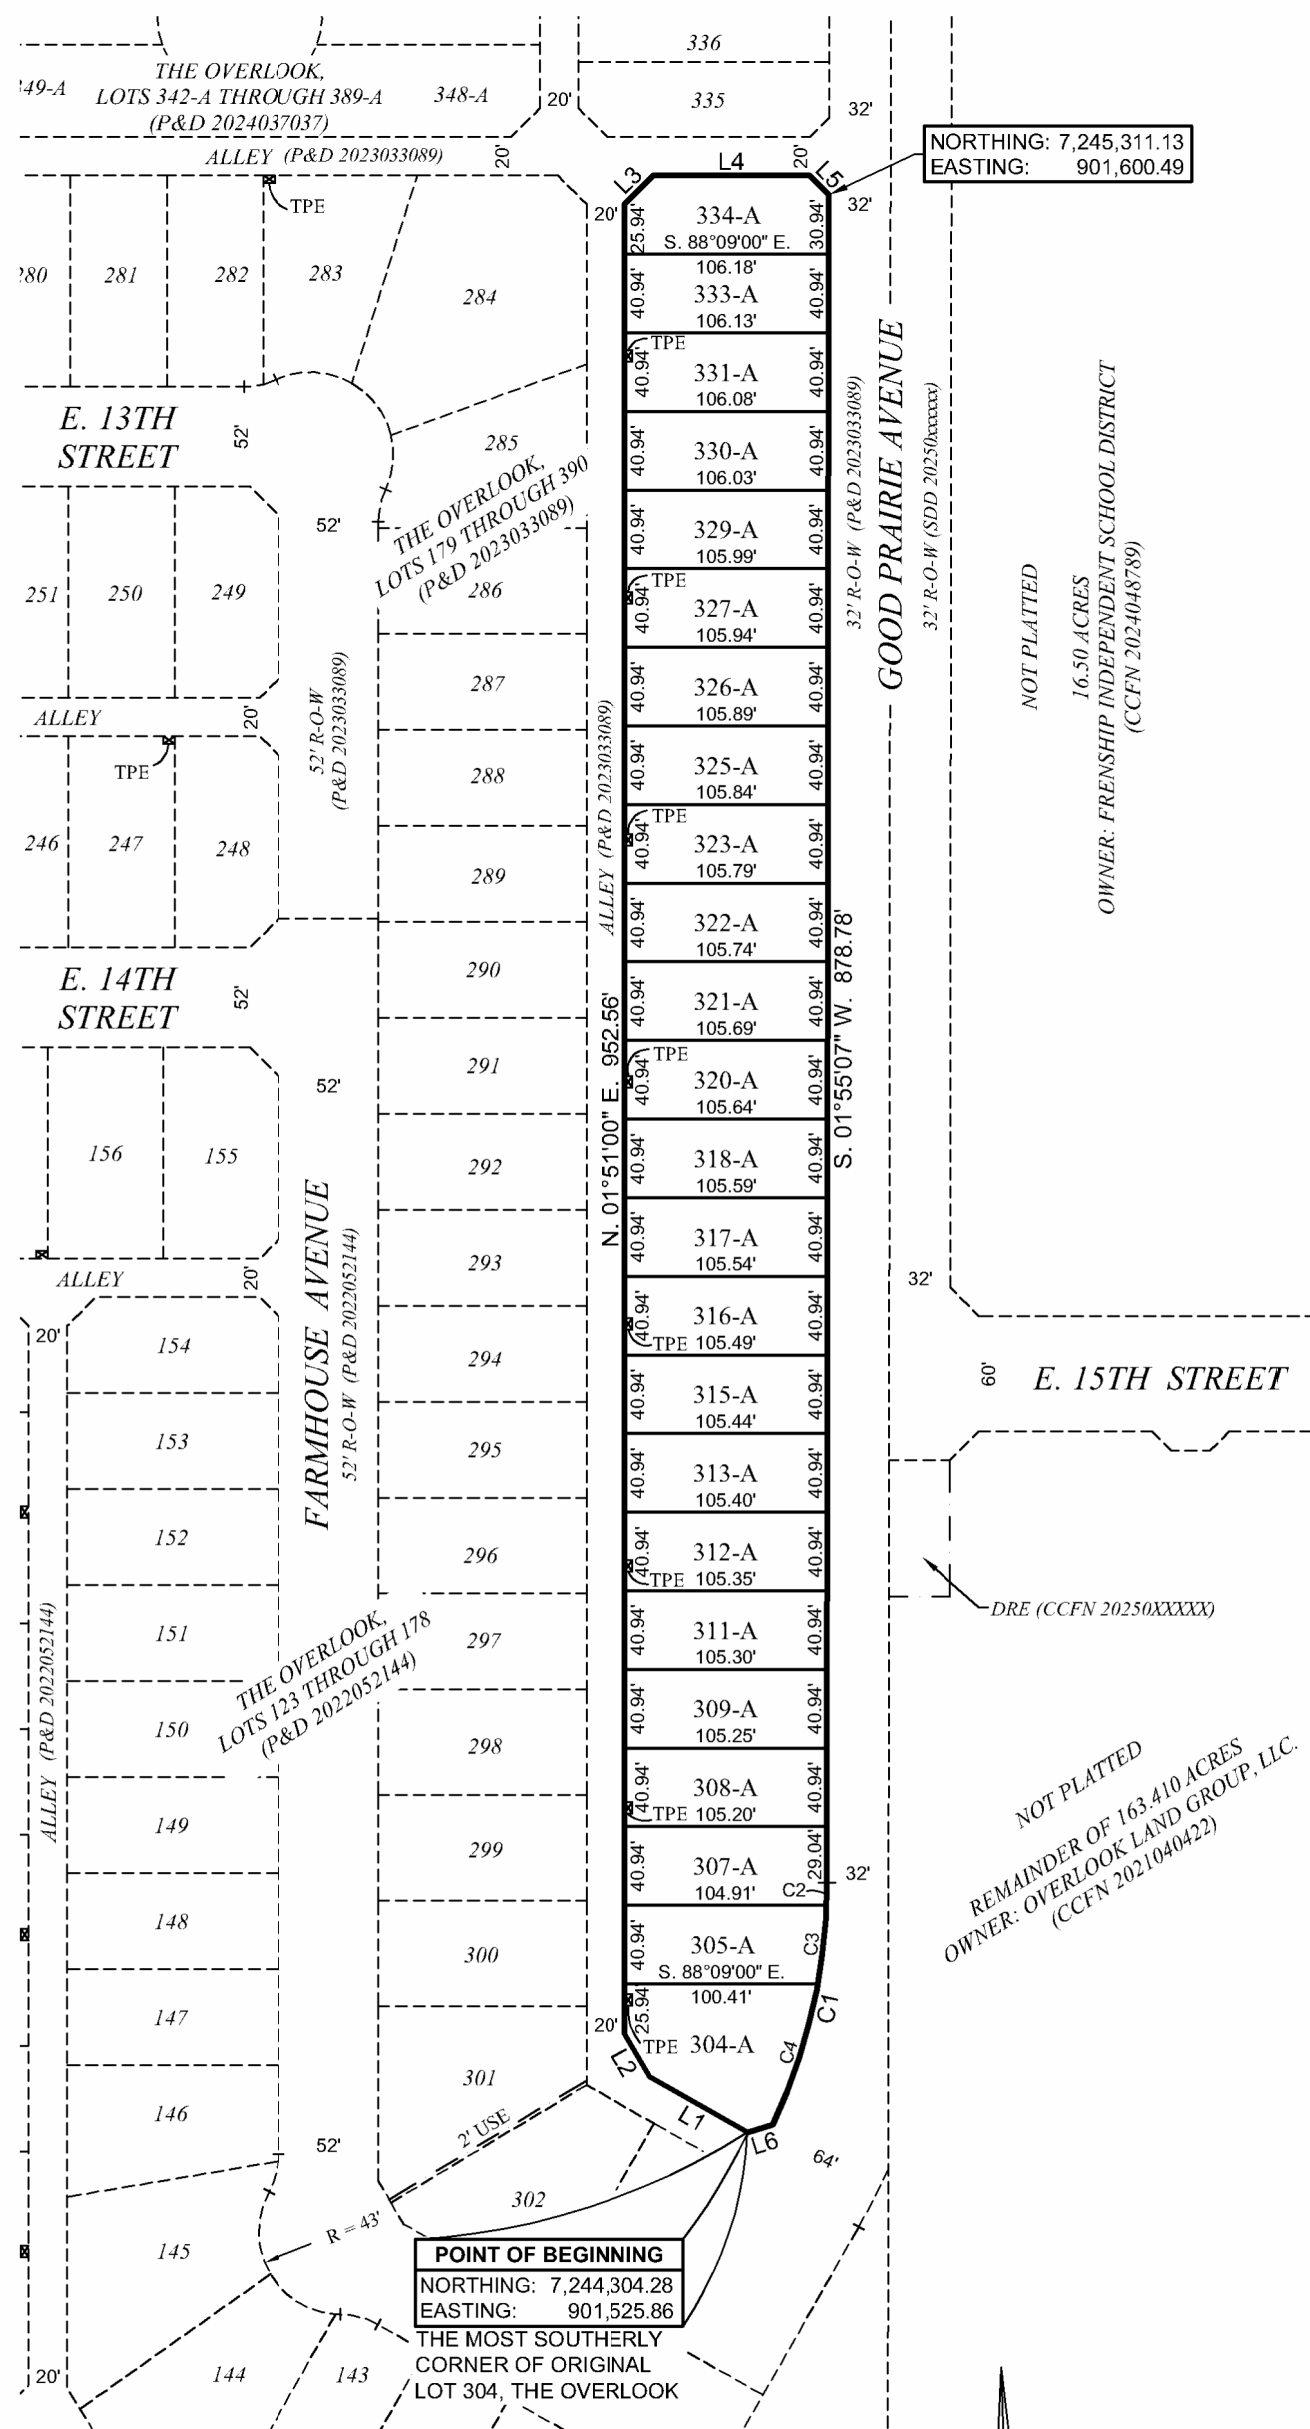 336
THE OVERLOOK,
LOTS 342-A THROUGH 389-A
(P&D 2024037037)
349-A
348-A
20'
335
32'
NORTHING: 7,245,311.13
EASTING: 901,600.49
ALLEY (P&D 2023033089)
20'
L3
L4
20'
L5
TPE
20'
32'
280
281
282
283
284
25.94'
334-A
30.94'
S. 88°09'00" E.
106.18'
40.94'
333-A
40.94'
106.13'
TPE
40.94'
331-A
40.94'
106.08'
40.94'
330-A
40.94'
106.03'
40.94'
329-A
40.94'
105.99'
TPE
40.94'
327-A
40.94'
105.94'
40.94'
326-A
40.94'
105.89'
40.94'
325-A
40.94'
105.84'
TPE
40.94'
323-A
40.94'
105.79'
40.94'
322-A
40.94'
105.74'
40.94'
321-A
40.94'
105.69'
TPE
40.94'
320-A
40.94'
105.64'
40.94'
318-A
40.94'
105.59'
40.94'
317-A
40.94'
105.54'
40.94'
316-A
40.94'
TPE
105.49'
40.94'
315-A
40.94'
105.44'
40.94'
313-A
40.94'
105.40'
40.94'
312-A
40.94'
TPE
105.35'
40.94'
311-A
40.94'
105.30'
40.94'
309-A
40.94'
105.25'
40.94'
308-A
40.94'
TPE
105.20'
40.94'
307-A
29.04'
104.91'
C2
32'
40.94'
305-A
C3
S. 88°09'00" E.
100.41'
25.94'
TPE
304-A
C1
C4
20'
L2
L1
L6
64'
N. 01°51'00" E. 952.56'
S. 01°55'07" W. 878.78'
ALLEY (P&D 2023033089)
GOOD PRAIRIE AVENUE
32' R-O-W (P&D 2023033089)
32' R-O-W (SDD 20250xxxxxx)
NOT PLATTED
16.50 ACRES
OWNER: FRENSHIP INDEPENDENT SCHOOL DISTRICT
(CCFN 2024048789)
E. 13TH
STREET
52'
285
THE OVERLOOK,
LOTS 179 THROUGH 390
(P&D 2023033089)
52'
251
250
249
286
287
52' R-O-W
(P&D 2023033089)
ALLEY
20'
TPE
288
246
247
248
289
290
E. 14TH
STREET
52'
52'
291
156
155
292
FARMHOUSE AVENUE
52' R-O-W (P&D 2022052144)
293
ALLEY
20'
32'
20'
154
294
E. 15TH STREET
60'
153
295
152
296
DRE (CCFN 20250XXXXX)
151
297
THE OVERLOOK,
LOTS 123 THROUGH 178
(P&D 2022052144)
ALLEY (P&D 2022052144)
150
298
149
299
148
300
147
301
146
52'
2' USE
302
R = 43'
145
144
143
20'
NOT PLATTED
REMAINDER OF 163.410 ACRES
OWNER: OVERLOOK LAND GROUP, LLC.
(CCFN 2021040422)
POINT OF BEGINNING
NORTHING: 7,244,304.28
EASTING: 901,525.86
THE MOST SOUTHERLY
CORNER OF ORIGINAL
LOT 304, THE OVERLOOK